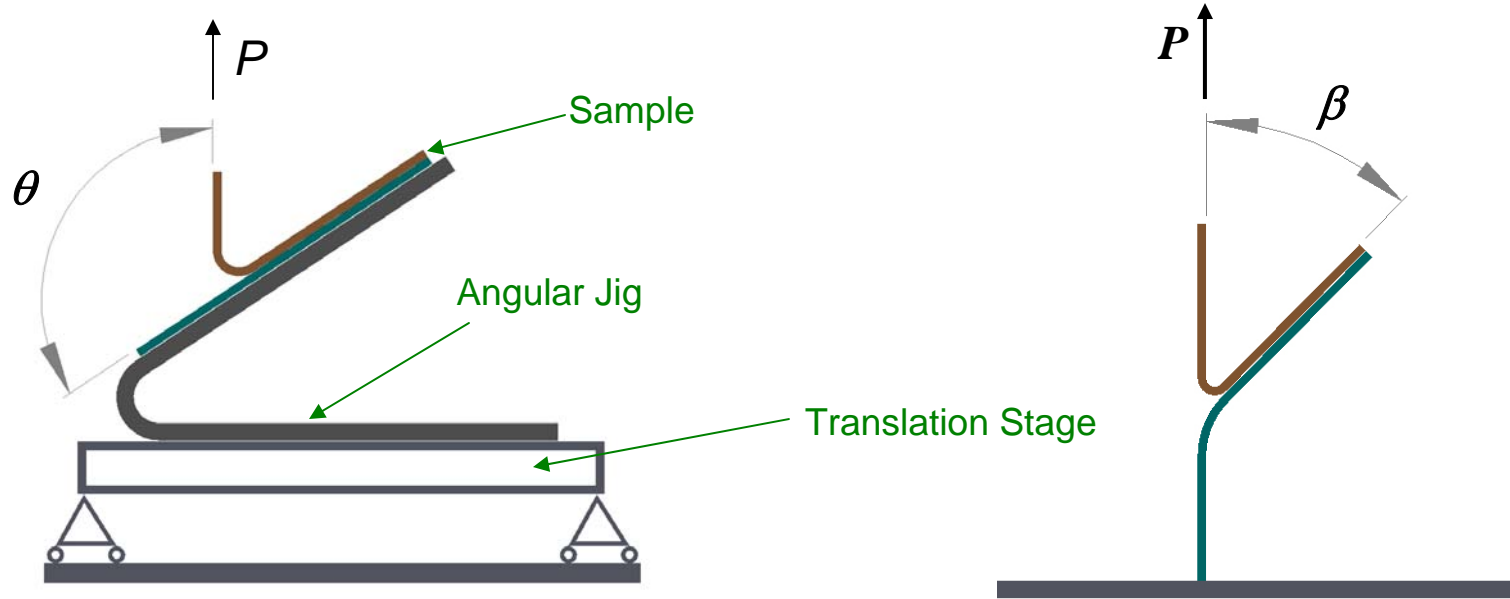 P
θ
Sample
Angular Jig
Translation Stage
P
β